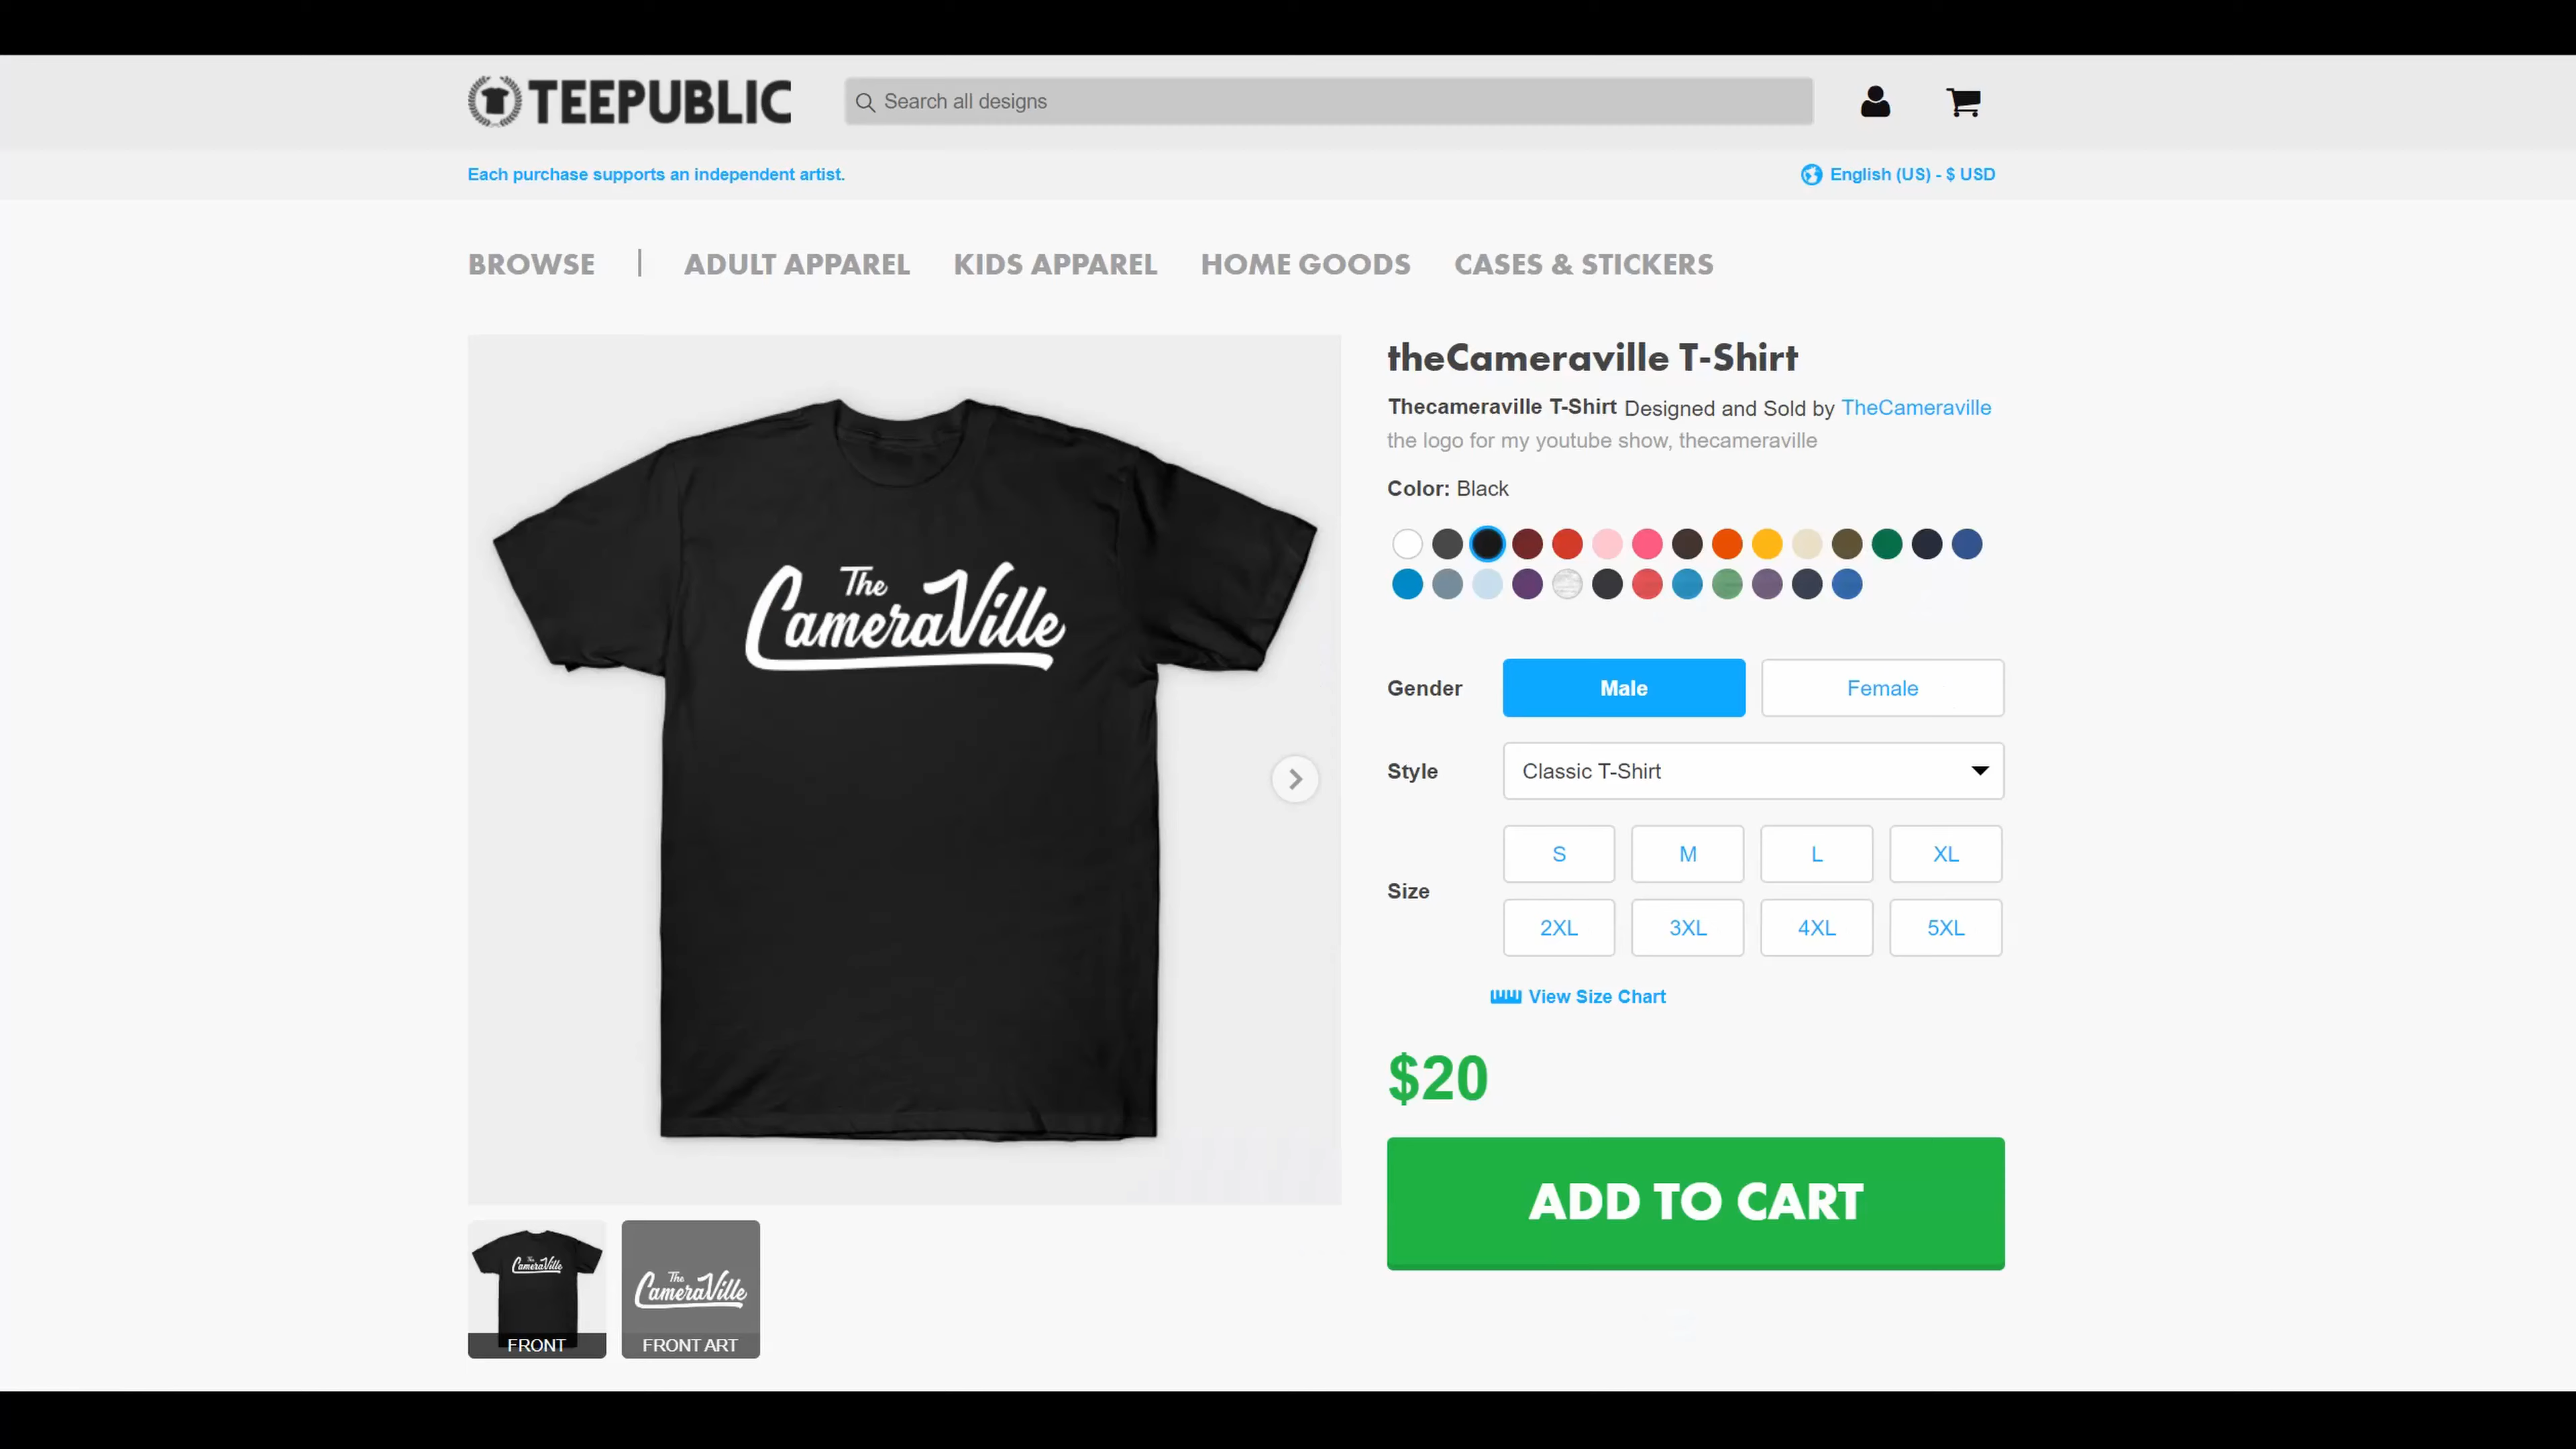 TEEPUBLIC
Search all designs
Each purchase supports an independent artist.
English (US) - $ USD
BROWSE | ADULT APPAREL KIDS APPAREL HOME GOODS CASES & STICKERS
theCameraville T-Shirt
Thecameraville T-Shirt Designed and Sold by TheCameraville
the logo for my youtube show, thecameraville
Color: Black
The
CameraVille
Gender Male Female
Style Classic T-Shirt
S M L XL
Size
2XL 3XL 4XL 5XL
View Size Chart
$20
ADD TO CART
The
CameraVille
FRONT
The
CameraVille
FRONT ART